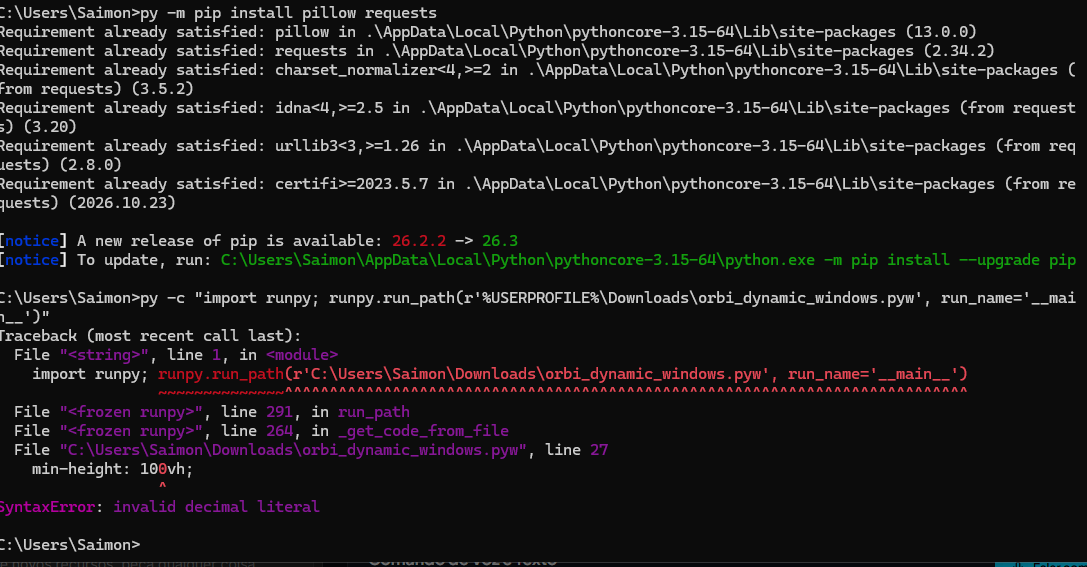 C:\Users\Saimon>py -m pip install pillow requests
Requirement already satisfied: pillow in .\AppData\Local\Python\pythoncore-3.15-64\Lib\site-packages (13.0.0)
Requirement already satisfied: requests in .\AppData\Local\Python\pythoncore-3.15-64\Lib\site-packages (2.34.2)
Requirement already satisfied: charset_normalizer<4,>=2 in .\AppData\Local\Python\pythoncore-3.15-64\Lib\site-packages (
from requests) (3.5.2)
Requirement already satisfied: idna<4,>=2.5 in .\AppData\Local\Python\pythoncore-3.15-64\Lib\site-packages (from request
s) (3.20)
Requirement already satisfied: urllib3<3,>=1.26 in .\AppData\Local\Python\pythoncore-3.15-64\Lib\site-packages (from req
uests) (2.8.0)
Requirement already satisfied: certifi>=2023.5.7 in .\AppData\Local\Python\pythoncore-3.15-64\Lib\site-packages (from re
quests) (2026.10.23)
[notice] A new release of pip is available: 26.2.2 -> 26.3
[notice] To update, run: C:\Users\Saimon\AppData\Local\Python\pythoncore-3.15-64\python.exe -m pip install --upgrade pip
C:\Users\Saimon>py -c "import runpy; runpy.run_path(r'%USERPROFILE%\Downloads\orbi_dynamic_windows.pyw', run_name='__mai
n__')"
Traceback (most recent call last):
File "<string>", line 1, in <module>
import runpy; runpy.run_path(r'C:\Users\Saimon\Downloads\orbi_dynamic_windows.pyw', run_name='__main__')
~~~~~~~~~~~~~~^^^^^^^^^^^^^^^^^^^^^^^^^^^^^^^^^^^^^^^^^^^^^^^^^^^^^^^^^^^^^^^^^^^^^^^^^^^
File "<frozen runpy>", line 291, in run_path
File "<frozen runpy>", line 264, in _get_code_from_file
File "C:\Users\Saimon\Downloads\orbi_dynamic_windows.pyw", line 27
min-height: 100vh;
^
SyntaxError: invalid decimal literal
C:\Users\Saimon>